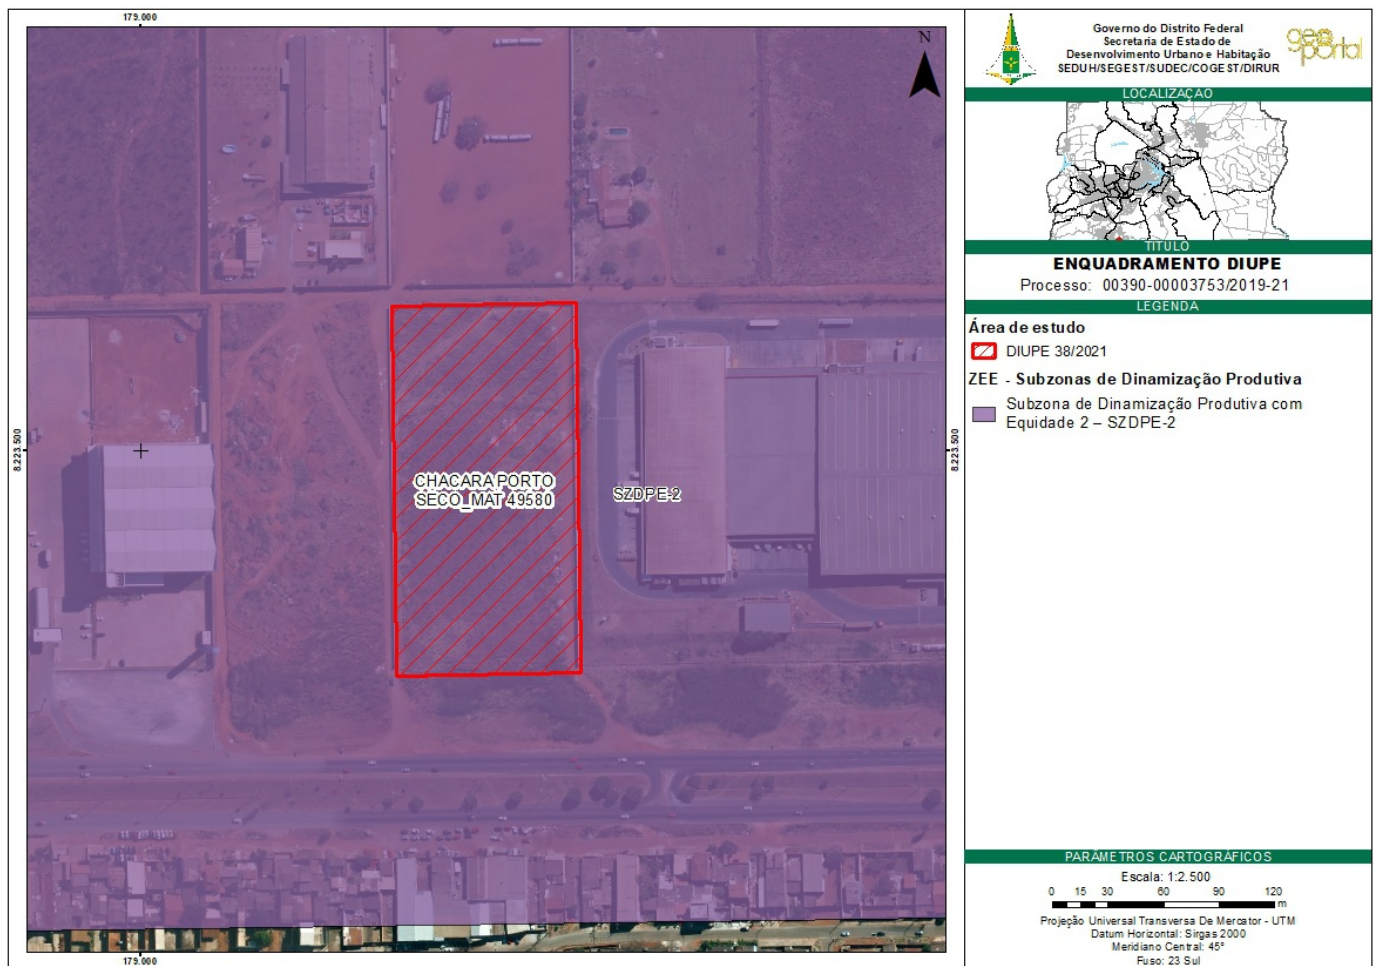 179.000
N
8.223.500
8.223.500
CHACARA PORTO
SECO_MAT 49580
SZDPE-2
179.000
Governo do Distrito Federal
Secretaria de Estado de
Desenvolvimento Urbano e Habitação
SEDUH/SEGEST/SUDEC/COGEST/DIRUR
geo
portal
LOCALIZAÇÃO
TÍTULO
ENQUADRAMENTO DIUPE
Processo: 00390-00003753/2019-21
LEGENDA
Área de estudo
DIUPE 38/2021
ZEE - Subzonas de Dinamização Produtiva
Subzona de Dinamização Produtiva com
Equidade 2 – SZDPE-2
PARÂMETROS CARTOGRÁFICOS
Escala: 1:2.500
0 15 30 60 90 120
m
Projeção Universal Transversa De Mercator - UTM
Datum Horizontal: Sirgas 2000
Meridiano Central: 45°
Fuso: 23 Sul